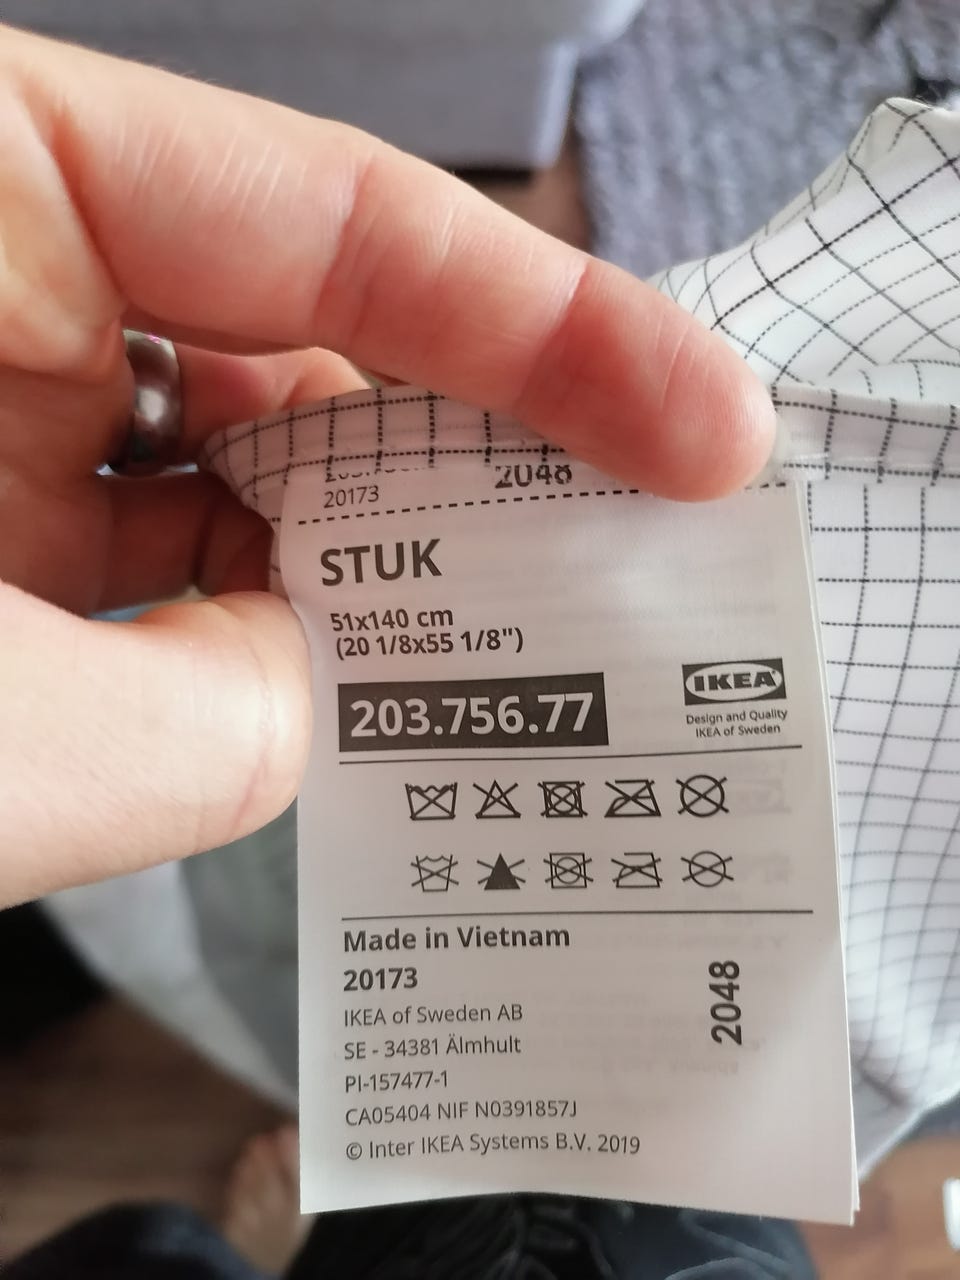 20173
2048
STUK
51x140 cm
(20 1/8x55 1/8")
203.756.77
IKEA
Design and Quality
IKEA of Sweden
Made in Vietnam
20173
IKEA of Sweden AB
SE - 34381 Älmhult
PI-157477-1
CA05404 NIF N0391857J
© Inter IKEA Systems B.V. 2019
2048